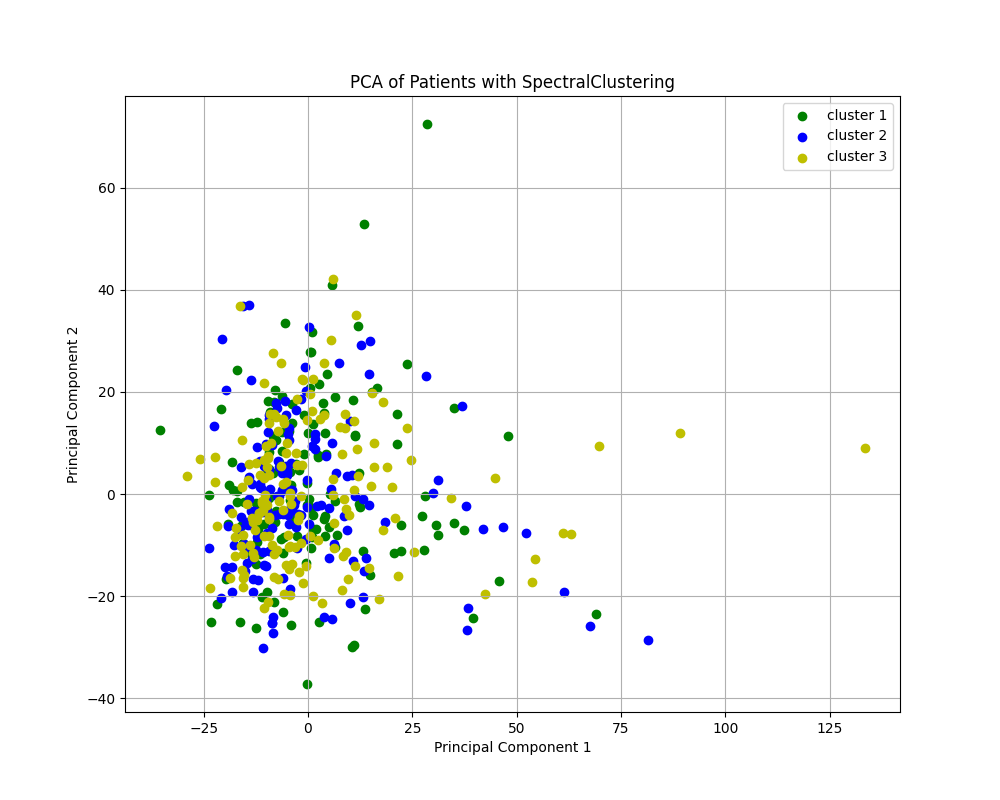 PCA of Patients with SpectralClustering
cluster 1
cluster 2
cluster 3
60
40
20
0
−20
−40
Principal Component 2
−25
0
25
50
75
100
125
Principal Component 1